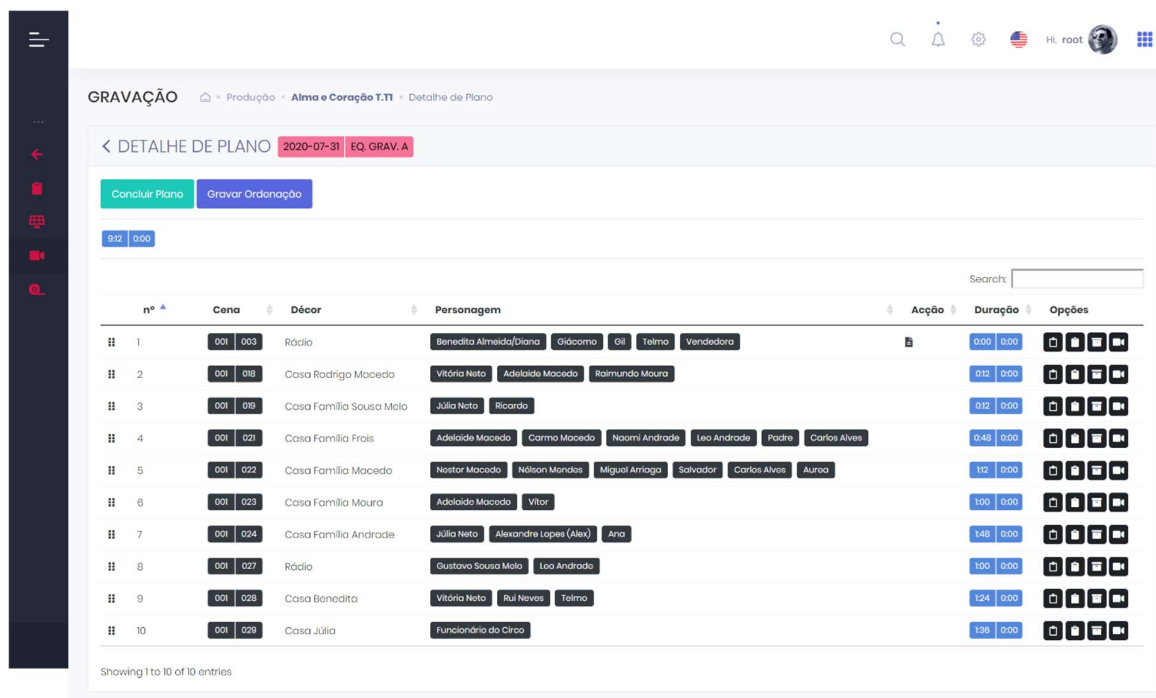 Hi, root
GRAVAÇÃO Produção Alma e Coração T.T1 Detalhe de Plano
DETALHE DE PLANO 2020-07-31 EQ. GRAV. A
Concluir Plano Gravar Ordenação
9:12 0:00
Search:
nº Cena Décor Personagem Acção Duração Opções
1 001 003 Rádio Benedita Almeida/Diana Giácomo Gil Telmo Vendedora 0:00 0:00
2 001 018 Casa Rodrigo Macedo Vitória Neto Adelaide Macedo Raimundo Moura 0:12 0:00
3 001 019 Casa Família Sousa Melo Júlia Neto Ricardo 0:12 0:00
4 001 021 Casa Família Frois Adelaide Macedo Carmo Macedo Naomi Andrade Leo Andrade Padre Carlos Alves 0:48 0:00
5 001 022 Casa Família Macedo Nestor Macedo Nélson Mendes Miguel Arriaga Salvador Carlos Alves Aurea 1:12 0:00
6 001 023 Casa Família Moura Adelaide Macedo Vítor 1:00 0:00
7 001 024 Casa Família Andrade Júlia Neto Alexandre Lopes (Alex) Ana 1:48 0:00
8 001 027 Rádio Gustavo Sousa Melo Leo Andrade 1:00 0:00
9 001 028 Casa Benedita Vitória Neto Rui Neves Telmo 1:24 0:00
10 001 029 Casa Júlia Funcionário do Circo 1:36 0:00
Showing 1 to 10 of 10 entries